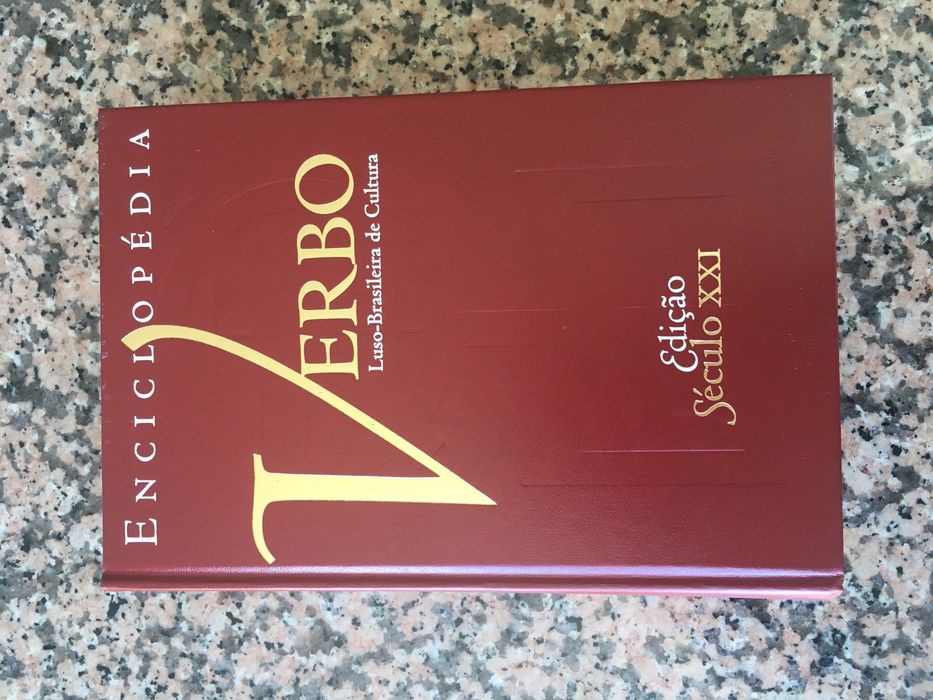 ENCICLOPÉDIA
VERBO
Luso-Brasileira de Cultura
Edição
Século XXI